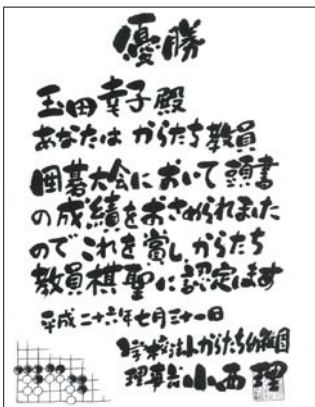 優勝
玉田幸子殿
あなたは からたち教員
囲碁大会において頭書
の成績をおさめられました
のでこれを賞し、からたち
教員棋聖に認定します
平成二十六年七月三十一日
学校法人からたち幼稚園
理事長 小西 理